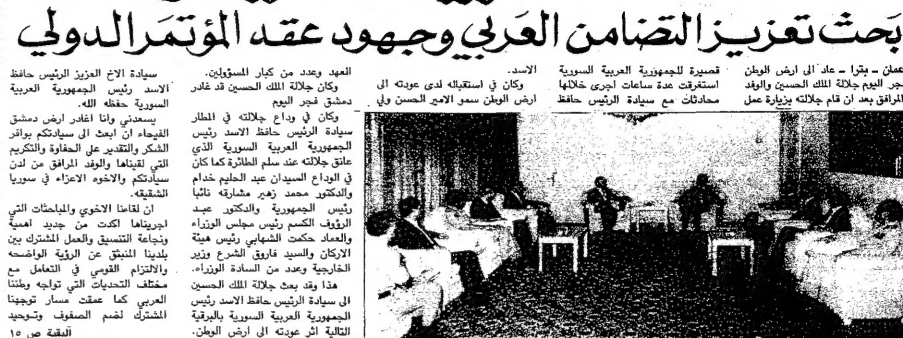 بحث تعزيز التضامن العربي وجهود عقد المؤتمر الدولي
عمان ــ بترا ــ عاد الى ارض الوطن
فجر اليوم جلالة الملك الحسين والوفد
المرافق بعد ان قام جلالته بزيارة عمل
قصيرة للجمهورية العربية السورية
استغرقت عدة ساعات اجرى خلالها
محادثات مع سيادة الرئيس حافظ
الاسد.
وكان في استقباله لدى عودته الى
ارض الوطن سمو الامير الحسن ولي
العهد وعدد من كبار المسؤولين.
وكان جلالة الملك الحسين قد غادر
دمشق فجر اليوم
وكان في وداع جلالته في المطار
سيادة الرئيس حافظ الاسد رئيس
الجمهورية العربية السورية الذي
عانق جلالته عند سلم الطائرة كما كان
في الوداع السيدان عبد الحليم خدام
والدكتور محمد زهير مشارقه نائبا
رئيس الجمهورية والدكتور عبد
الرؤوف الكسم رئيس مجلس الوزراء
والعماد حكمت الشهابي رئيس هيئة
الاركان والسيد فاروق الشرع وزير
الخارجية وعدد من السادة الوزراء.
هذا وقد بعث جلالة الملك الحسين
الى سيادة الرئيس حافظ الاسد رئيس
الجمهورية العربية السورية بالبرقية
التالية اثر عودته الى ارض الوطن.
سيادة الاخ العزيز الرئيس حافظ
الاسد رئيس الجمهورية العربية
السورية حفظه الله.
يسعدني وانا اغادر ارض دمشق
الفيحاء ان ابعث الى سيادتكم بوافر
الشكر والتقدير على الحفاوة والتكريم
التي لقيناها والوفد المرافق من لدن
سيادتكم والاخوه الاعزاء في سوريا
الشقيقه.
ان لقاءنا الاخوي والمباحثات التي
اجريناها اكدت من جديد اهمية
ونجاعة التنسيق والعمل المشترك بين
بلدينا المنبثق عن الرؤية الواضحه
والالتزام القومي في التعامل مع
مختلف التحديات التي تواجه وطننا
العربي كما عمقت مسار توجهنا
المشترك لضم الصفوف وتوحيد
البقية ص ١٥